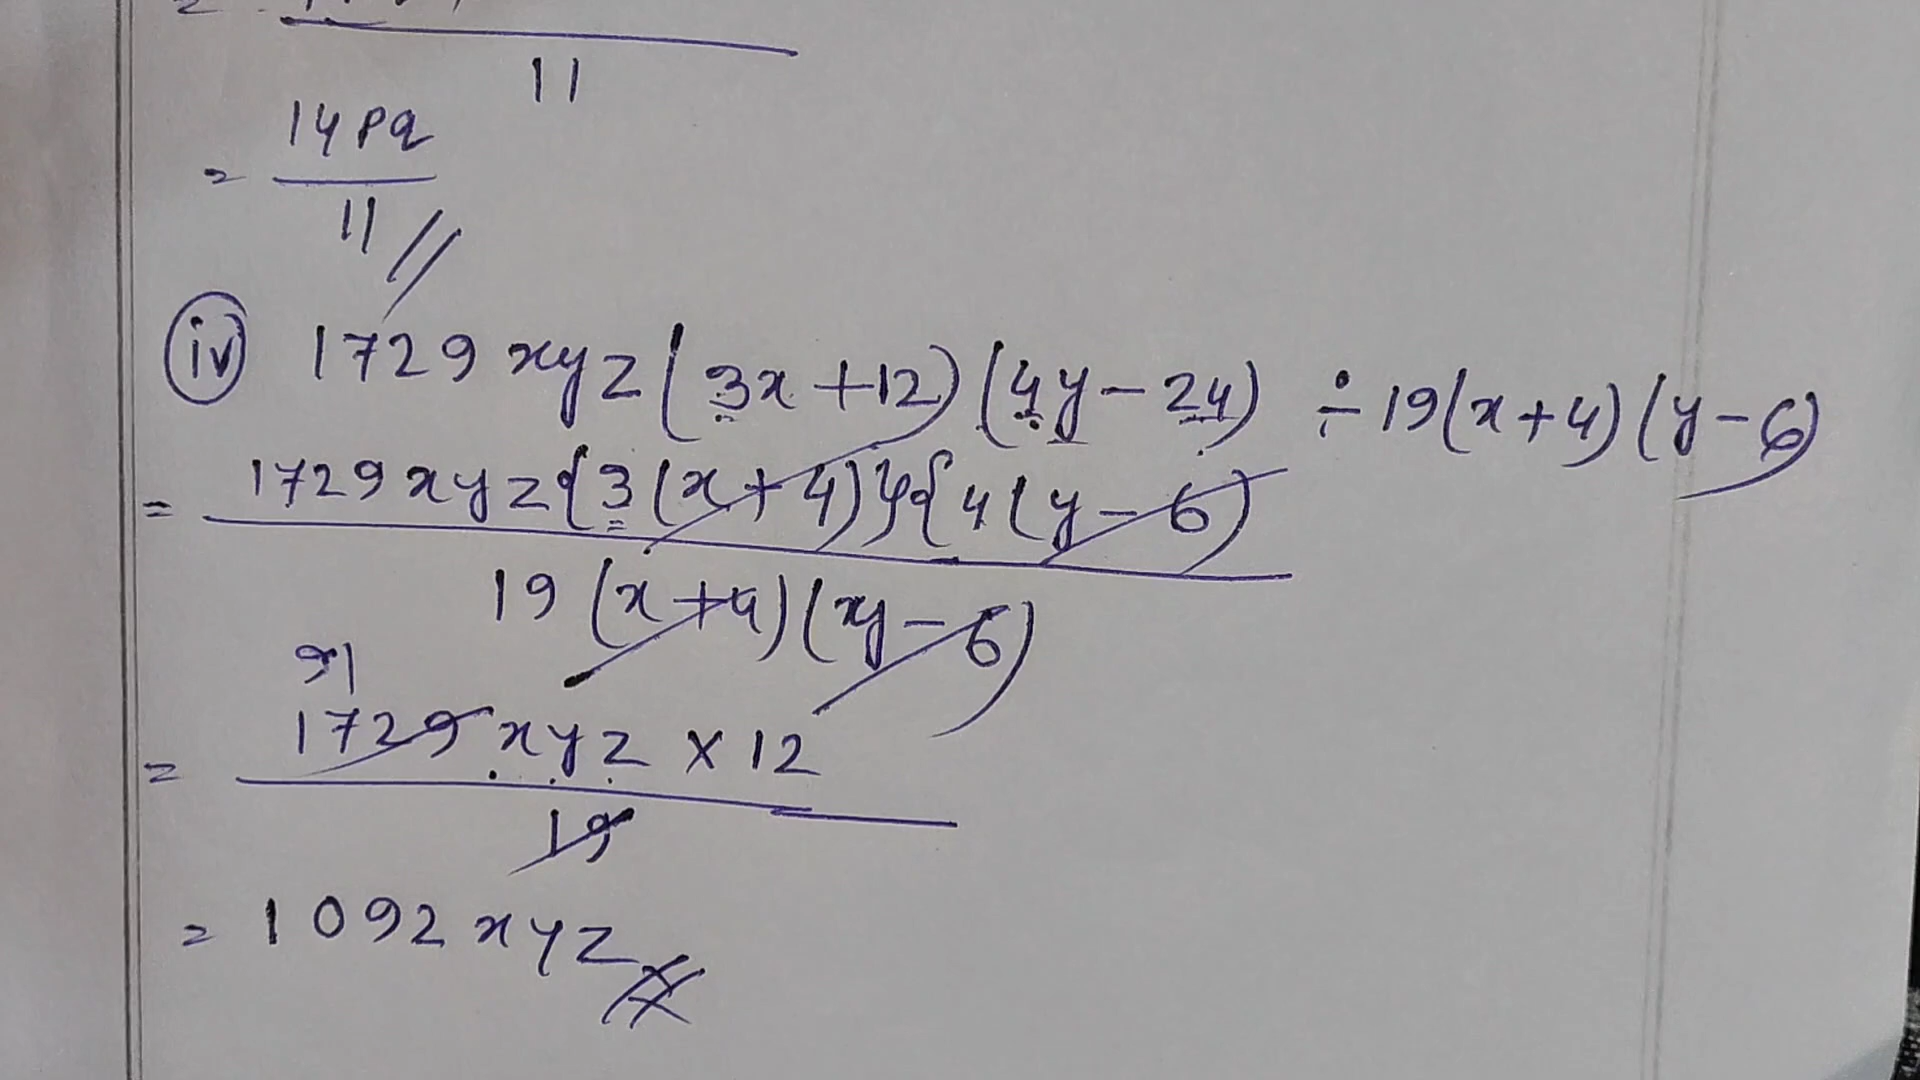 11
= 14pq
11
(iv) 1729 xyz (3x+12) (4y-24) ÷ 19(x+4) (y-6)
= 1729 xyz {3(x+4)} {4(y-6)
19 (x+4) (xy-6)
91
= 1729 xyz × 12
19
= 1092 xyz